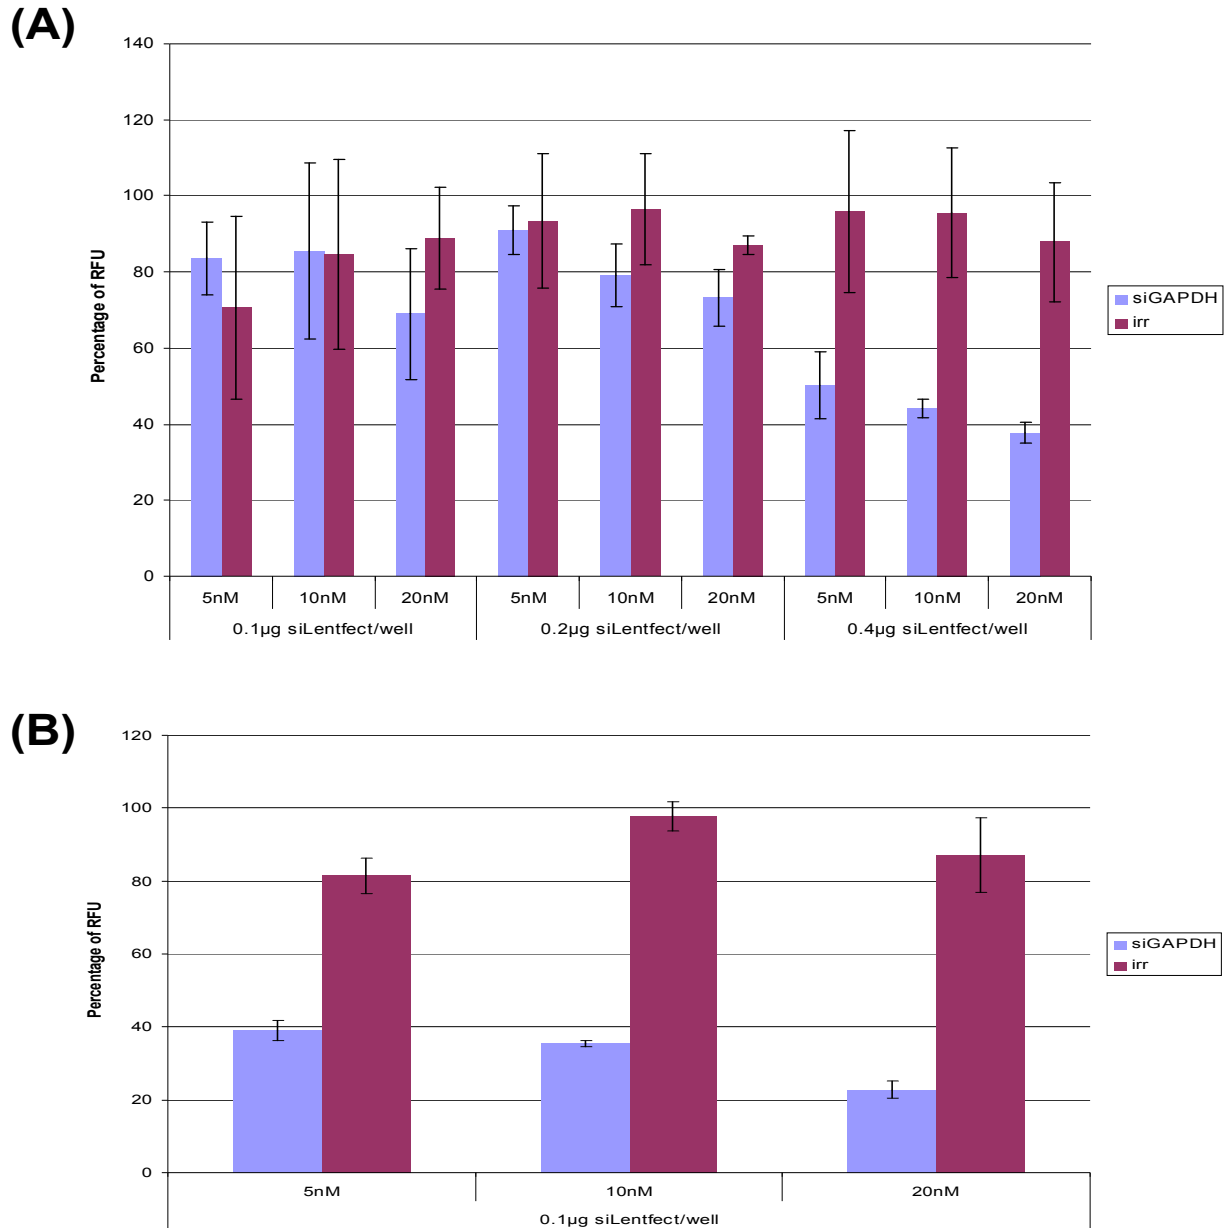 (A)
140
120
100
80
60
40
20
0
Percentage of RFU
5nM 10nM 20nM 5nM 10nM 20nM 5nM 10nM 20nM
0.1µg siLentfect/well 0.2µg siLentfect/well 0.4µg siLentfect/well
siGAPDH
irr
(B)
120
100
80
60
40
20
0
Percentage of RFU
5nM 10nM 20nM
0.1µg siLentfect/well
siGAPDH
irr